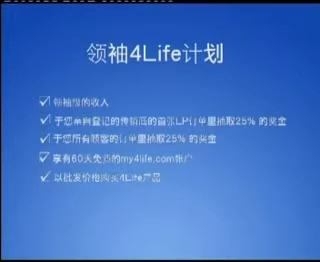 领袖4Life计划
领袖级的收入
于您亲自登记的传销商的首张LP订单里抽取25% 的奖金
于您所有顾客的订单里抽取25% 的奖金
享有60天免费的my4life.com帐户
以批发价格购买4Life产品